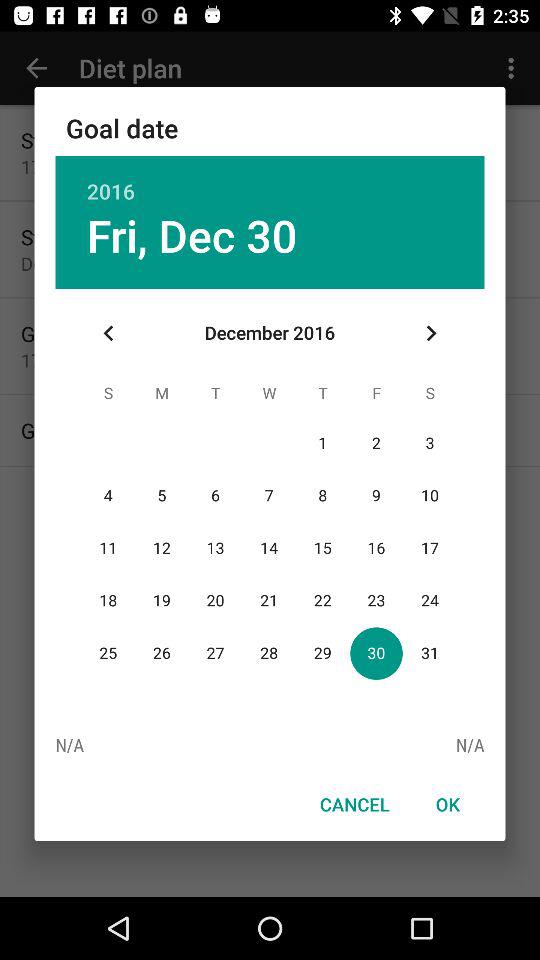 2:35
Diet plan
Goal date
2016
Fri, Dec 30
December 2016
S M T W T F S
1 2 3
4 5 6 7 8 9 10
11 12 13 14 15 16 17
18 19 20 21 22 23 24
25 26 27 28 29 30 31
N/A N/A
CANCEL OK